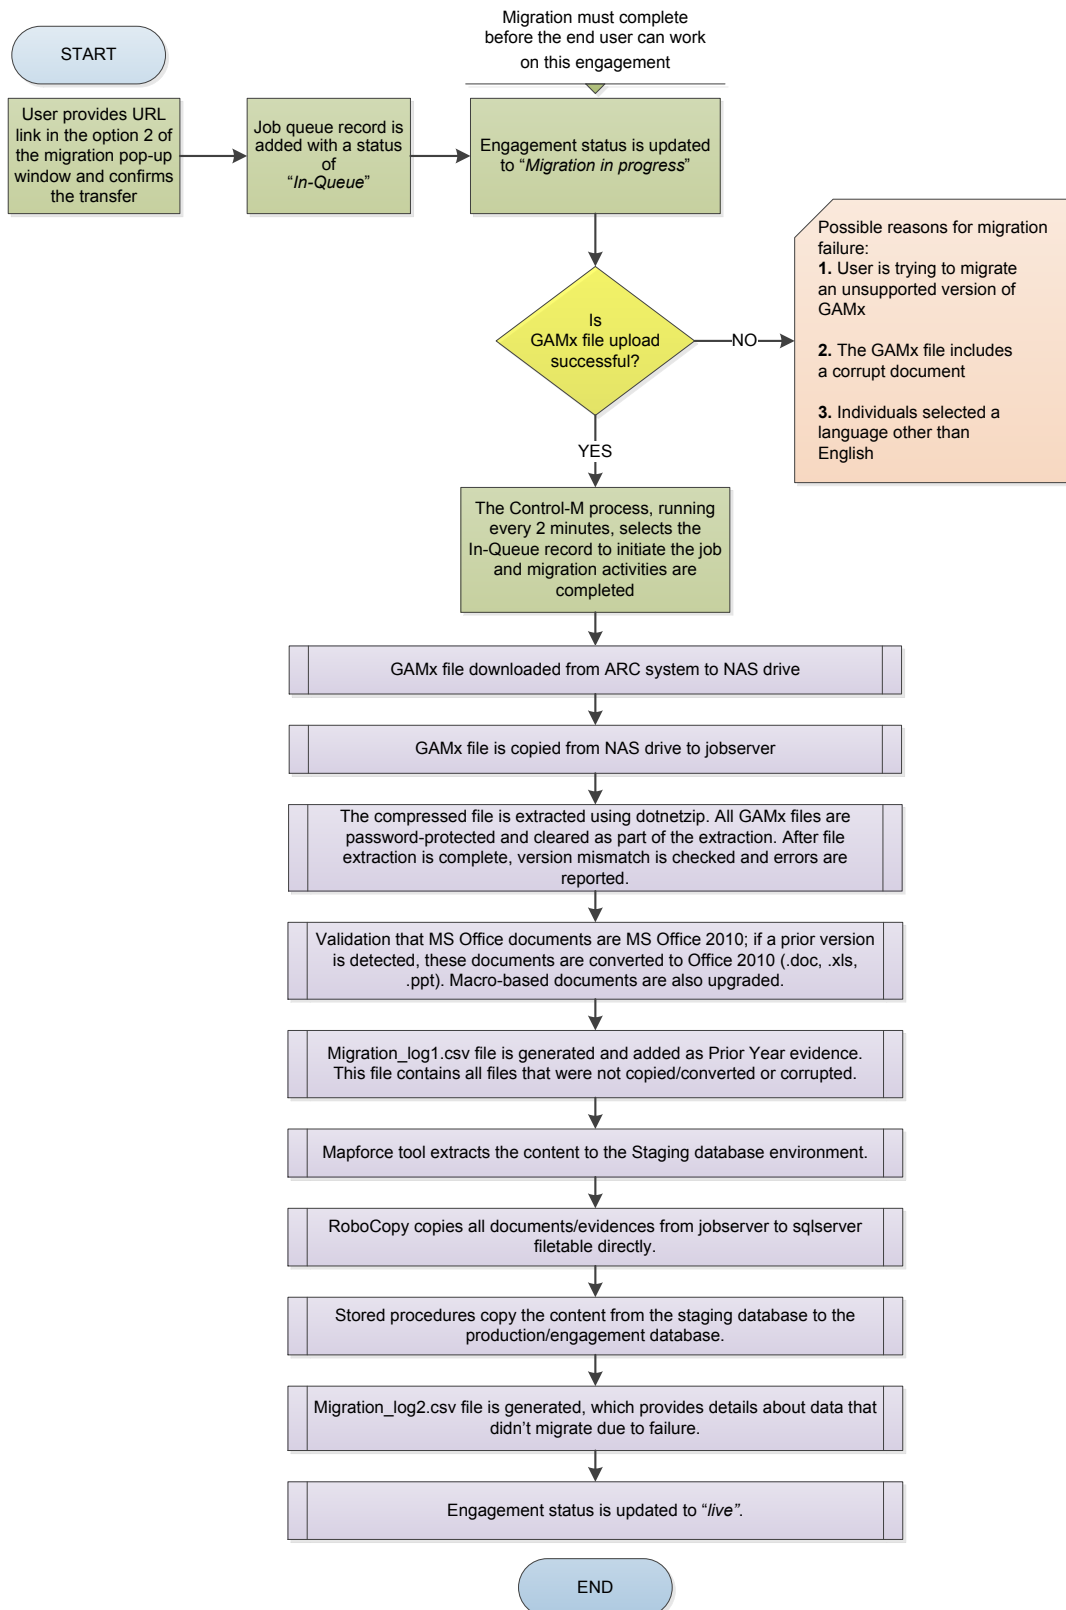 START
Migration must complete
before the end user can work
on this engagement
User provides URL
link in the option 2 of
the migration pop-up
window and confirms
the transfer
Job queue record is
added with a status
of
“In-Queue”
Engagement status is updated
to “Migration in progress”
Possible reasons for migration
failure:
1. User is trying to migrate
an unsupported version of
GAMx
2. The GAMx file includes
a corrupt document
3. Individuals selected a
language other than
English
Is
GAMx file upload
successful?
NO
YES
The Control-M process, running
every 2 minutes, selects the
In-Queue record to initiate the job
and migration activities are
completed
GAMx file downloaded from ARC system to NAS drive
GAMx file is copied from NAS drive to jobserver
The compressed file is extracted using dotnetzip. All GAMx files are
password-protected and cleared as part of the extraction. After file
extraction is complete, version mismatch is checked and errors are
reported.
Validation that MS Office documents are MS Office 2010; if a prior version
is detected, these documents are converted to Office 2010 (.doc, .xls,
.ppt). Macro-based documents are also upgraded.
Migration_log1.csv file is generated and added as Prior Year evidence.
This file contains all files that were not copied/converted or corrupted.
Mapforce tool extracts the content to the Staging database environment.
RoboCopy copies all documents/evidences from jobserver to sqlserver
filetable directly.
Stored procedures copy the content from the staging database to the
production/engagement database.
Migration_log2.csv file is generated, which provides details about data that
didn’t migrate due to failure.
Engagement status is updated to “live”.
END